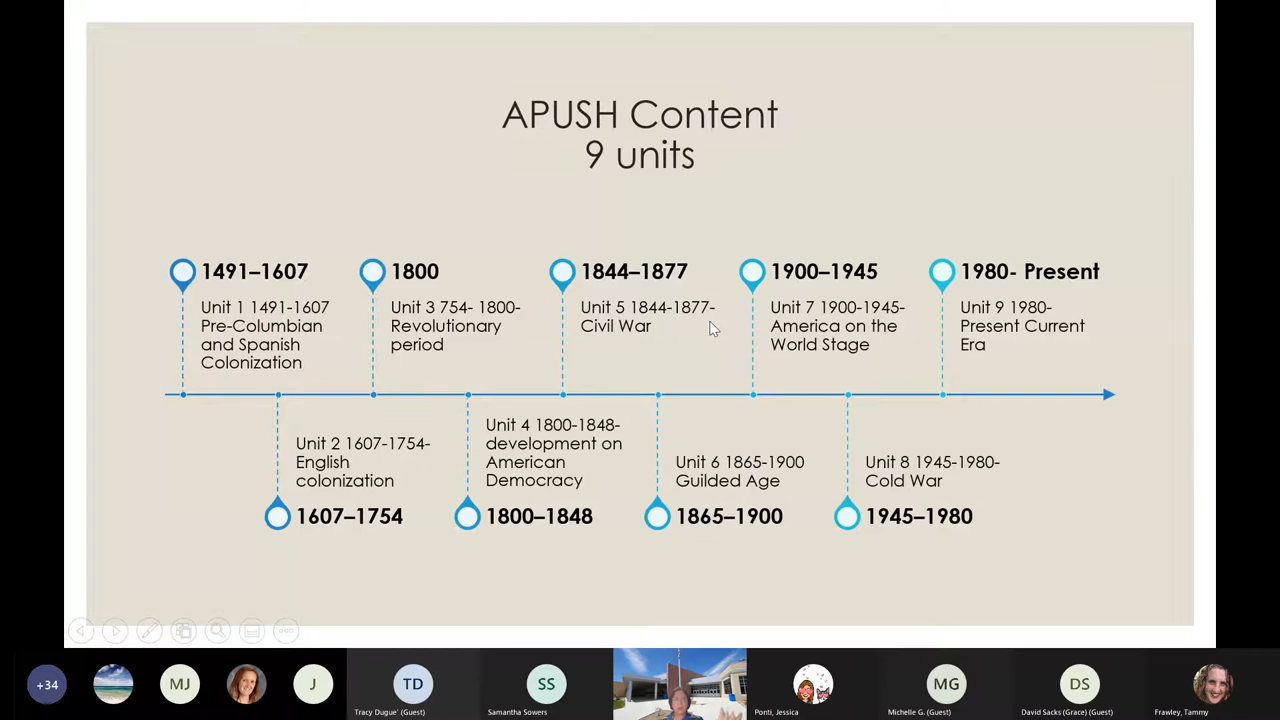 APUSH Content
9 units
1491–1607
Unit 1 1491-1607
Pre-Columbian
and Spanish
Colonization
1800
Unit 3 754- 1800-
Revolutionary
period
1844–1877
Unit 5 1844-1877-
Civil War
1900–1945
Unit 7 1900-1945-
America on the
World Stage
1980- Present
Unit 9 1980-
Present Current
Era
Unit 2 1607-1754-
English
colonization
1607–1754
Unit 4 1800-1848-
development on
American
Democracy
1800–1848
Unit 6 1865-1900
Guilded Age
1865–1900
Unit 8 1945-1980-
Cold War
1945–1980
+34
MJ
J
TD
Tracy Dugue' (Guest)
SS
Samantha Sowers
Ponti, Jessica
MG
Michelle G. (Guest)
DS
David Sacks (Grace) (Guest)
Frawley, Tammy